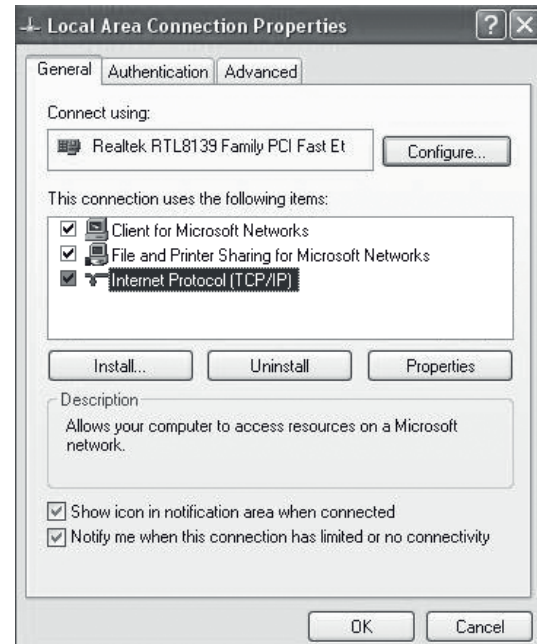 Local Area Connection Properties
General Authentication Advanced
Connect using:
Realtek RTL8139 Family PCI Fast Et Configure...
This connection uses the following items:
Client for Microsoft Networks
File and Printer Sharing for Microsoft Networks
Internet Protocol (TCP/IP)
Install... Uninstall Properties
Description
Allows your computer to access resources on a Microsoft
network.
Show icon in notification area when connected
Notify me when this connection has limited or no connectivity
OK Cancel